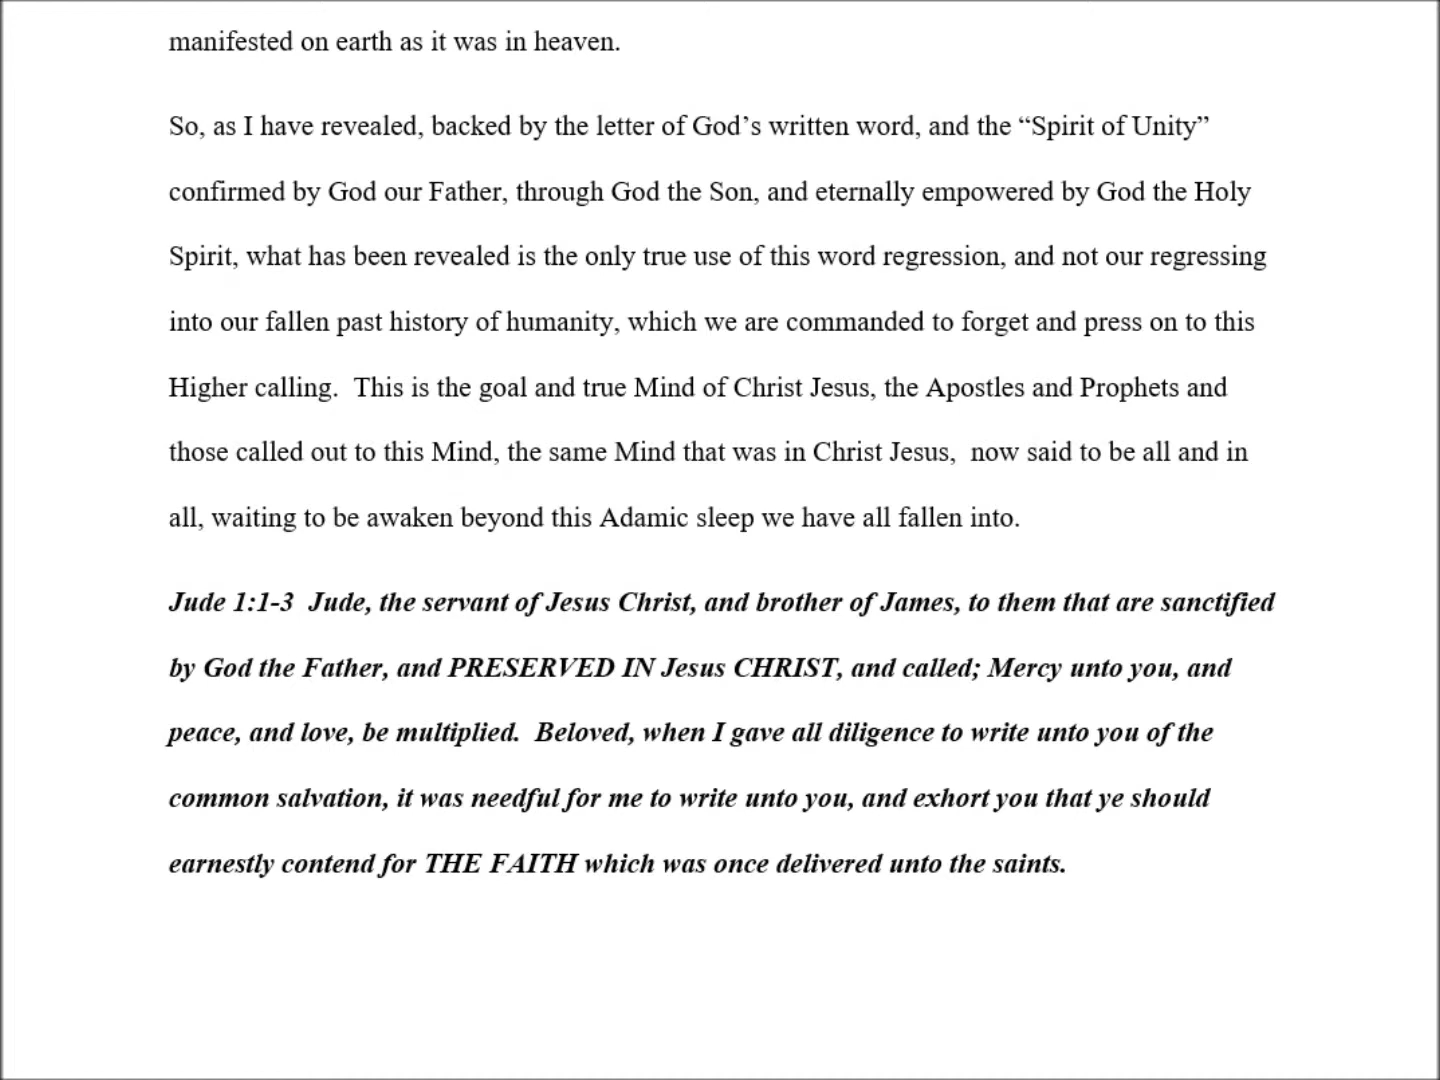 manifested on earth as it was in heaven.
So, as I have revealed, backed by the letter of God’s written word, and the “Spirit of Unity”
confirmed by God our Father, through God the Son, and eternally empowered by God the Holy
Spirit, what has been revealed is the only true use of this word regression, and not our regressing
into our fallen past history of humanity, which we are commanded to forget and press on to this
Higher calling.  This is the goal and true Mind of Christ Jesus, the Apostles and Prophets and
those called out to this Mind, the same Mind that was in Christ Jesus,  now said to be all and in
all, waiting to be awaken beyond this Adamic sleep we have all fallen into.
Jude 1:1-3  Jude, the servant of Jesus Christ, and brother of James, to them that are sanctified
by God the Father, and PRESERVED IN Jesus CHRIST, and called; Mercy unto you, and
peace, and love, be multiplied.  Beloved, when I gave all diligence to write unto you of the
common salvation, it was needful for me to write unto you, and exhort you that ye should
earnestly contend for THE FAITH which was once delivered unto the saints.